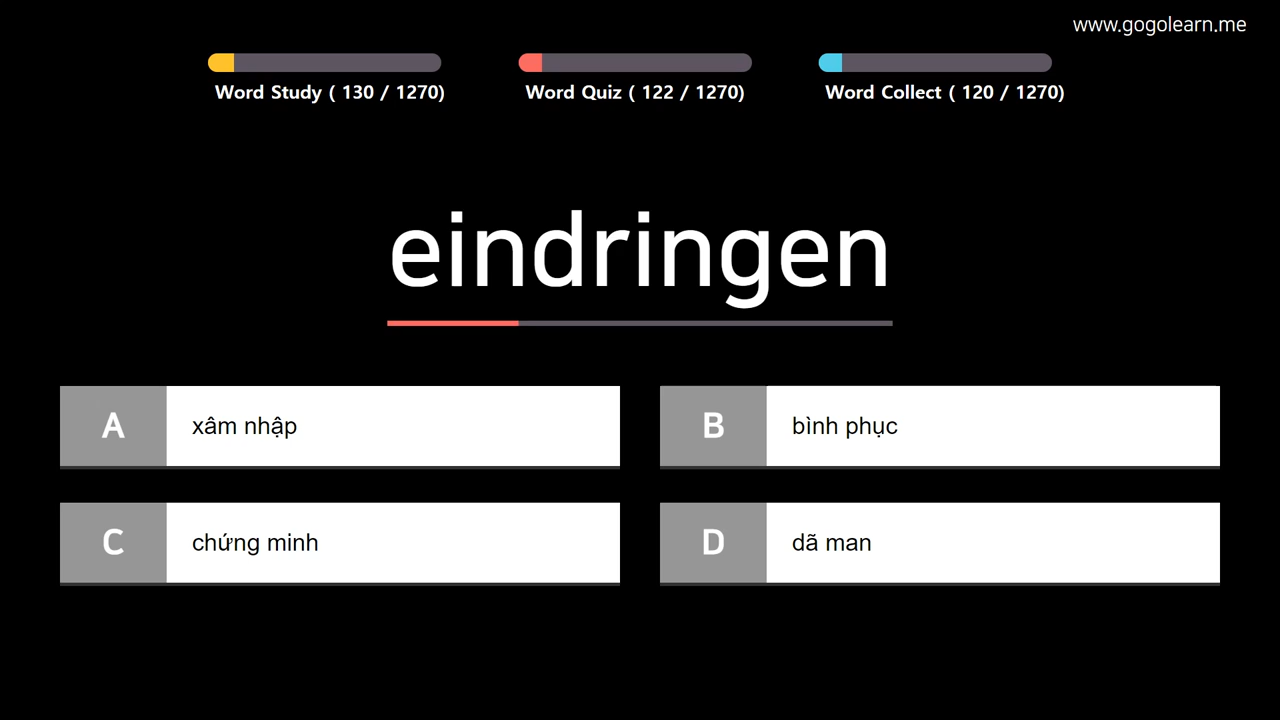 www.gogolearn.me
Word Study ( 130 / 1270)
Word Quiz ( 122 / 1270)
Word Collect ( 120 / 1270)
eindringen
A xâm nhập
B bình phục
C chứng minh
D dã man